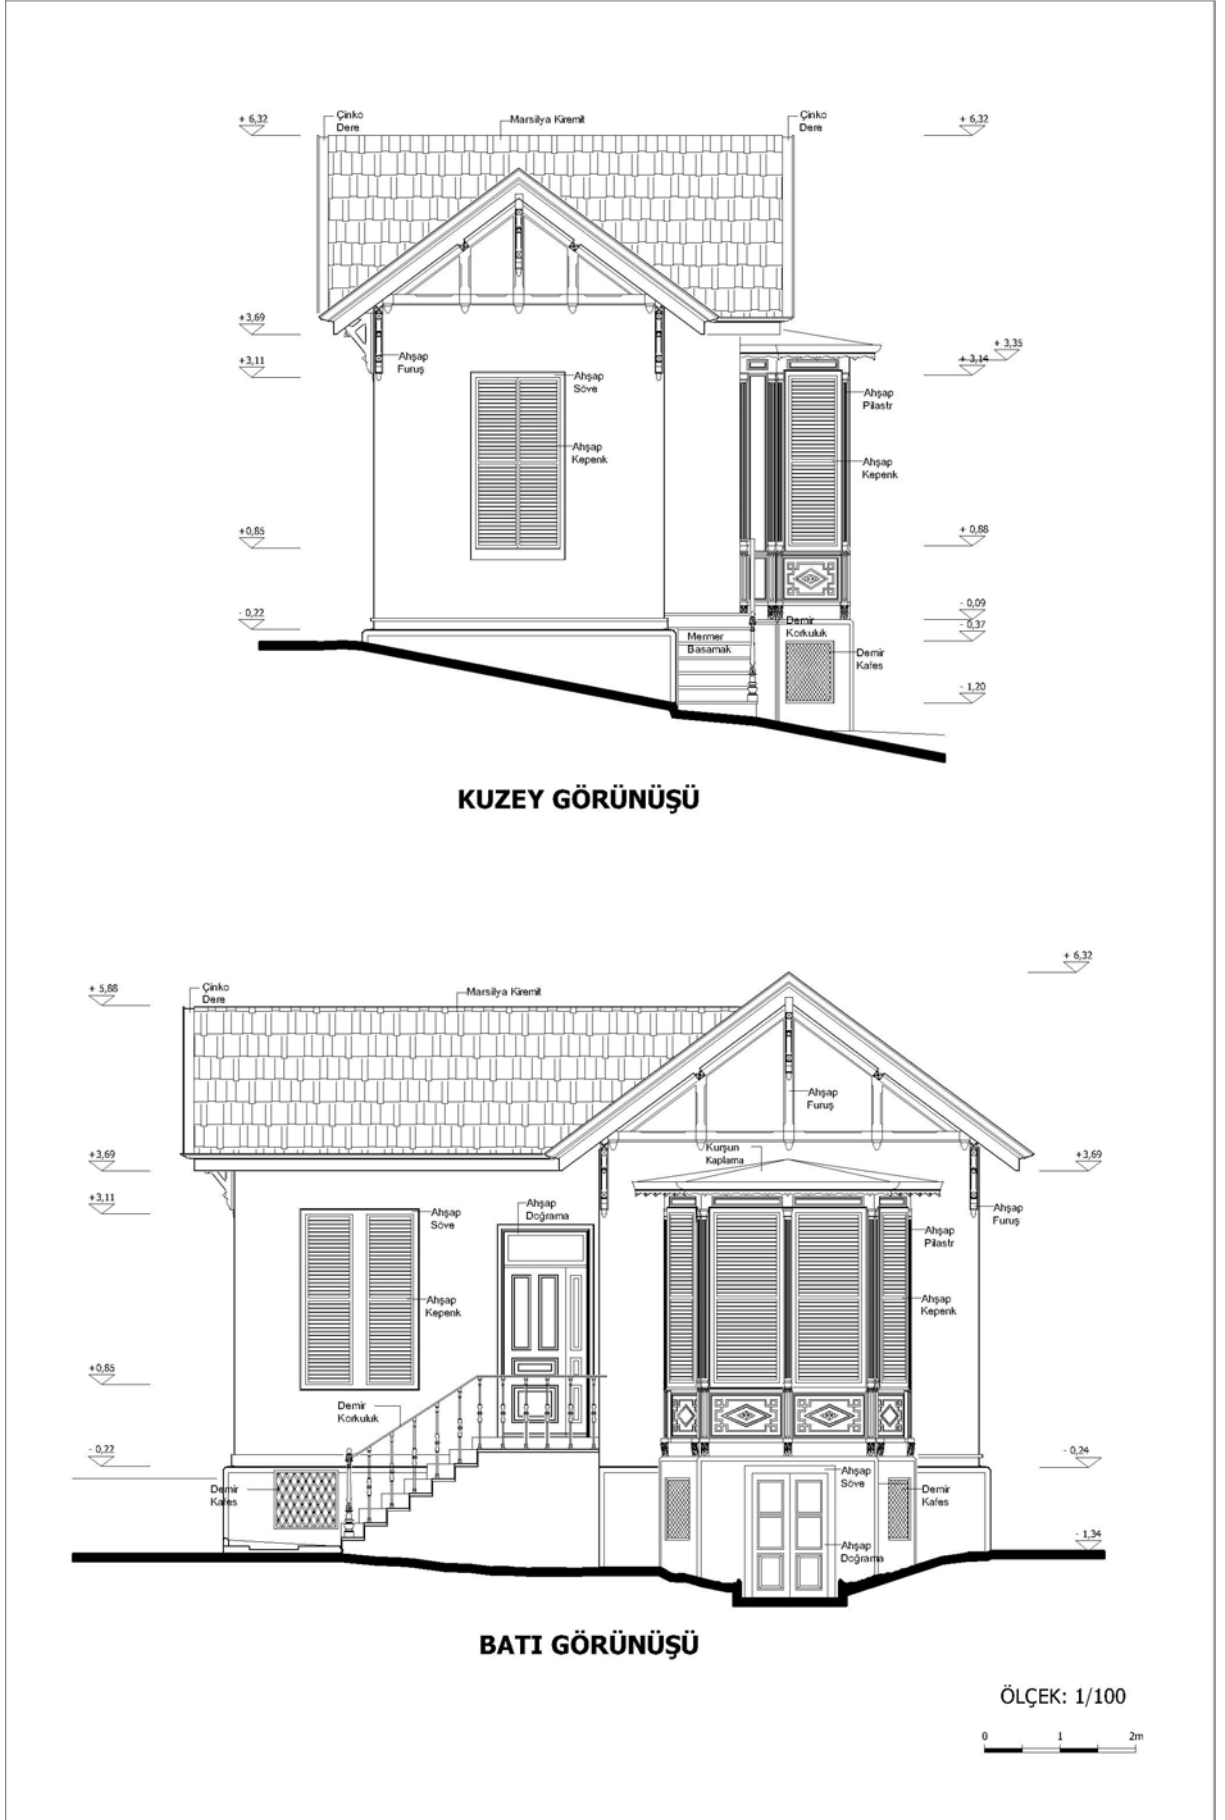 + 6,32
Çinko
Dere
Marsilya Kiremit
Çinko
Dere
+ 6,32
+3,69
+3,11
Ahşap
Furuş
Ahşap
Söve
+ 3,35
+ 3,14
Ahşap
Pilastr
Ahşap
Kepenk
Ahşap
Kepenk
+0,85
+ 0,88
- 0,22
- 0,09
- 0,37
Mermer
Basamak
Demir
Korkuluk
Demir
Kafes
- 1,20
KUZEY GÖRÜNÜŞÜ
+ 6,32
+ 5,88
Çinko
Dere
Marsilya Kiremit
Ahşap
Furuş
+3,69
Kurşun
Kaplama
+3,69
+3,11
Ahşap
Söve
Ahşap
Doğrama
Ahşap
Furuş
Ahşap
Pilastr
Ahşap
Kepenk
Ahşap
Kepenk
+0,85
Demir
Korkuluk
- 0,22
- 0,24
Demir
Kafes
Ahşap
Söve
Demir
Kafes
- 1,34
Ahşap
Doğrama
BATI GÖRÜNÜŞÜ
ÖLÇEK: 1/100
0 1 2m